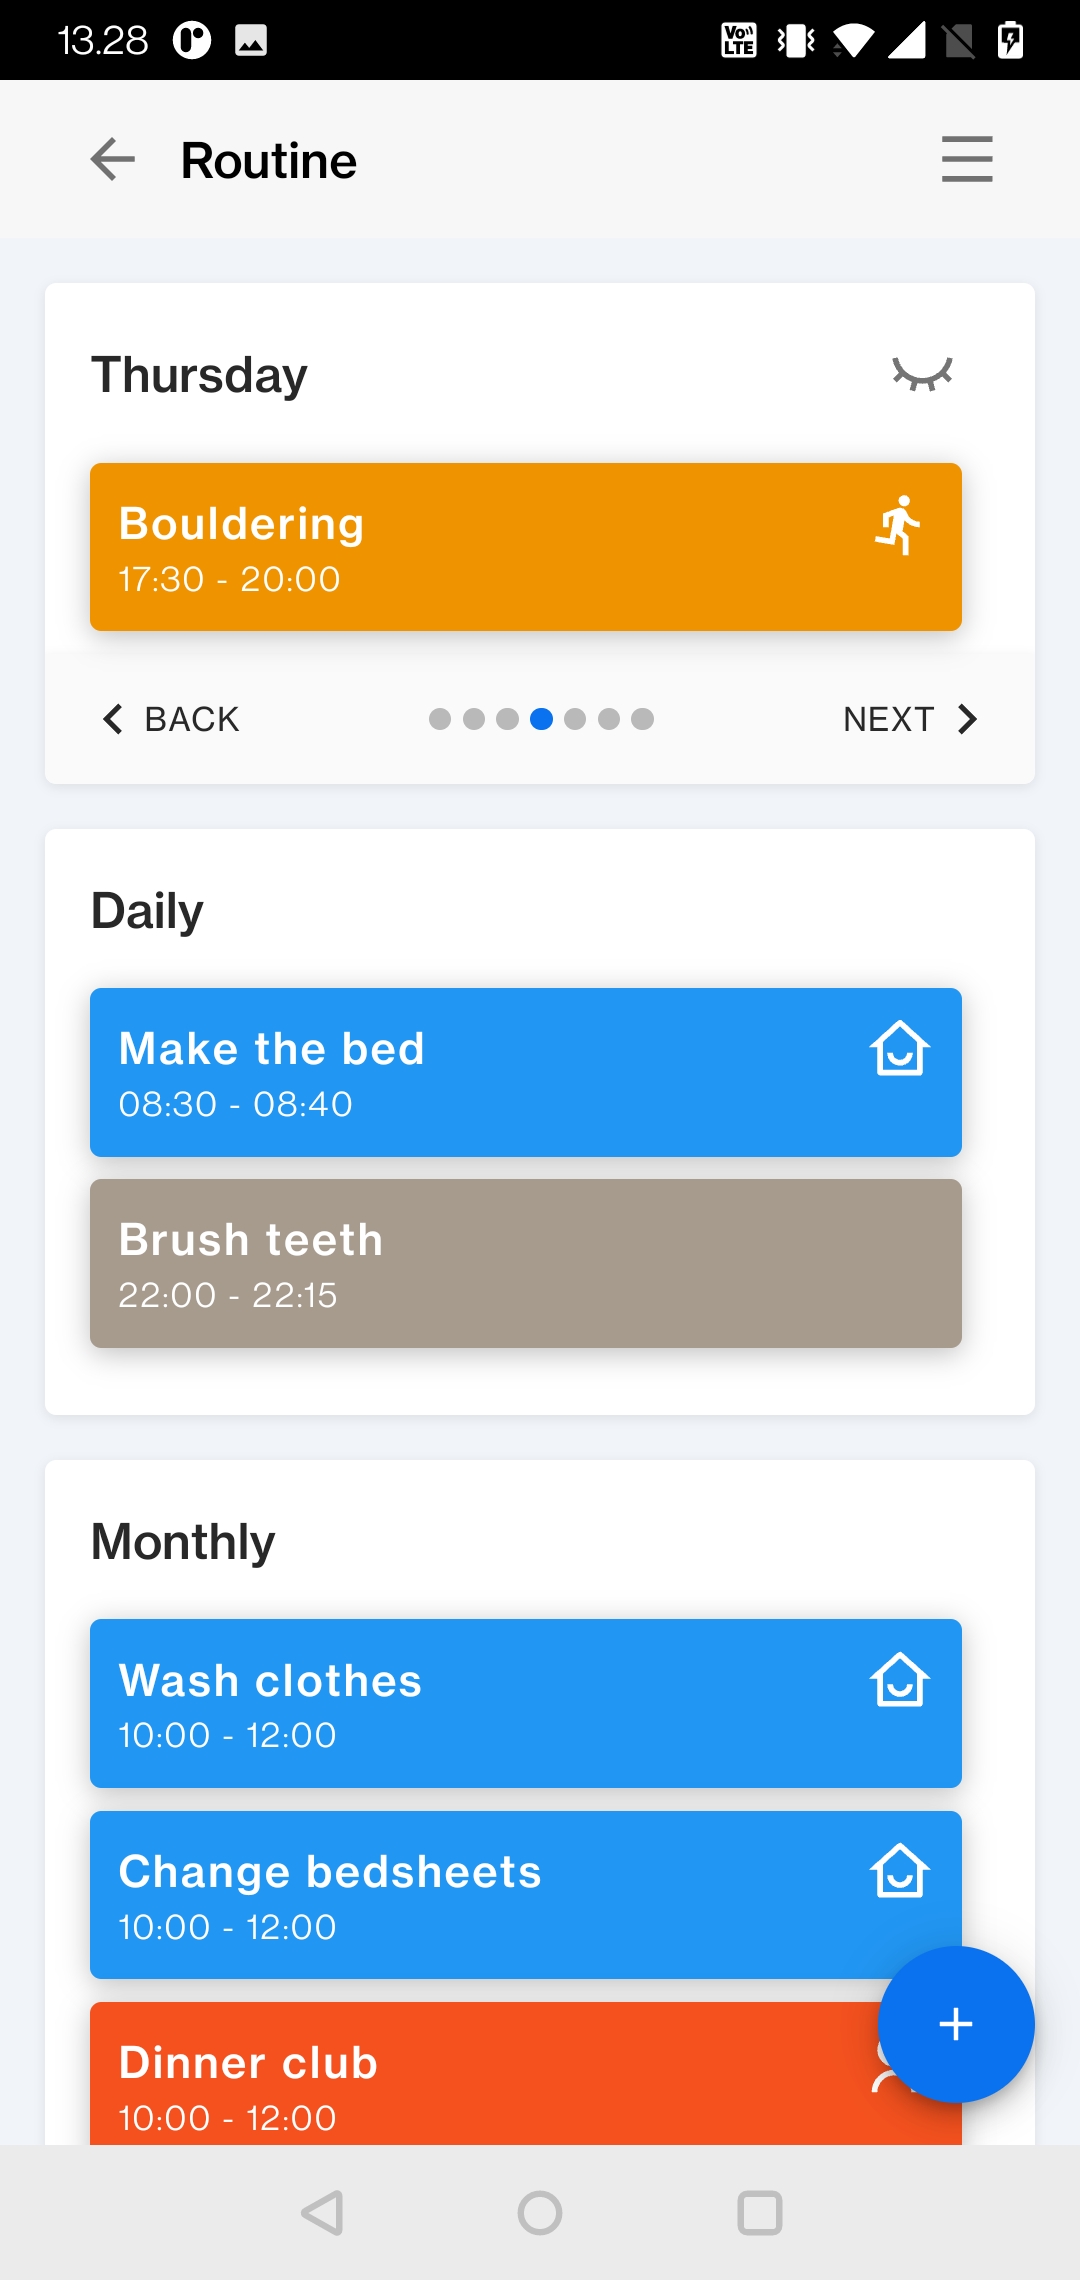 13.28
Vo)) LTE
Routine
Thursday
Bouldering
17:30 - 20:00
BACK
NEXT
Daily
Make the bed
08:30 - 08:40
Brush teeth
22:00 - 22:15
Monthly
Wash clothes
10:00 - 12:00
Change bedsheets
10:00 - 12:00
Dinner club
10:00 - 12:00